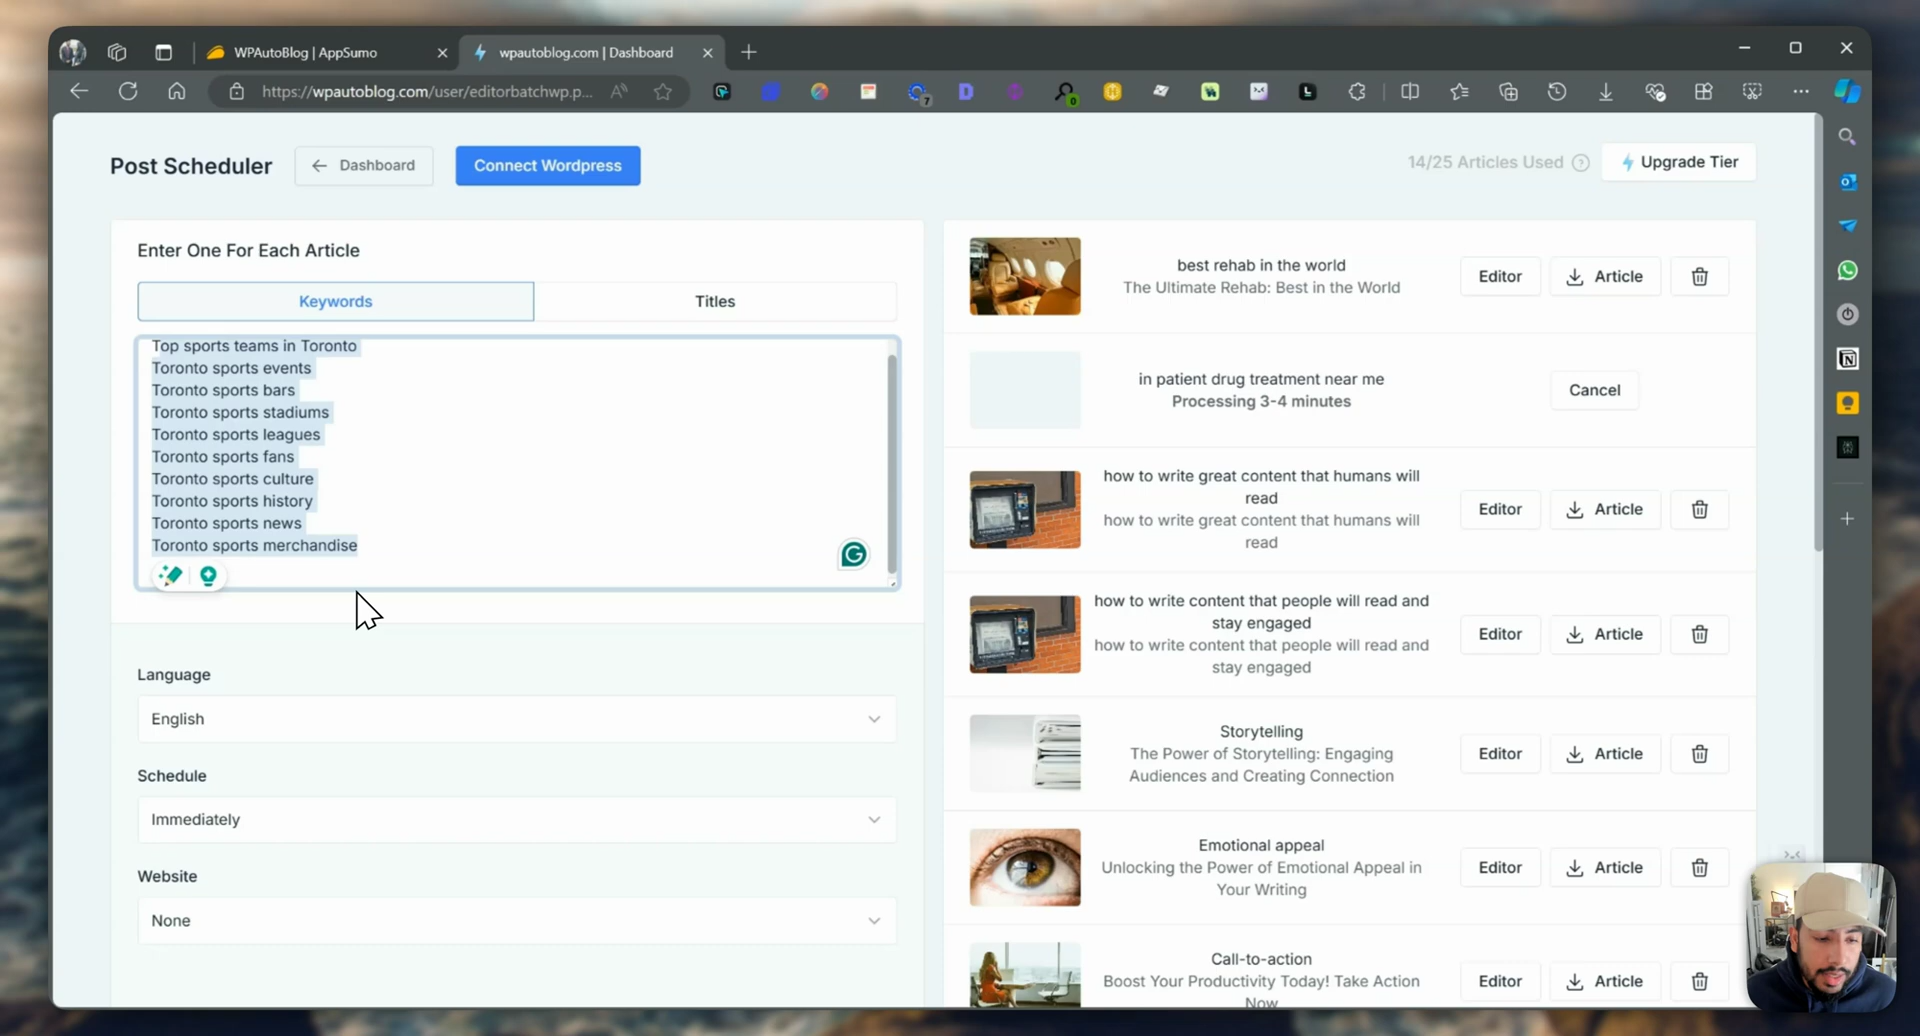 WPAutoBlog | AppSumo
wpautoblog.com | Dashboard
https://wpautoblog.com/user/editorbatchwp.p...
7
0
Post Scheduler
Dashboard
Connect Wordpress
14/25 Articles Used
Upgrade Tier
Enter One For Each Article
Keywords
Titles
Top sports teams in Toronto
Toronto sports events
Toronto sports bars
Toronto sports stadiums
Toronto sports leagues
Toronto sports fans
Toronto sports culture
Toronto sports history
Toronto sports news
Toronto sports merchandise
Language
English
Schedule
Immediately
Website
None
best rehab in the world
The Ultimate Rehab: Best in the World
Editor
Article
in patient drug treatment near me
Processing 3-4 minutes
Cancel
how to write great content that humans will
read
how to write great content that humans will
read
Editor
Article
how to write content that people will read and
stay engaged
how to write content that people will read and
stay engaged
Editor
Article
Storytelling
The Power of Storytelling: Engaging
Audiences and Creating Connection
Editor
Article
Emotional appeal
Unlocking the Power of Emotional Appeal in
Your Writing
Editor
Article
Call-to-action
Boost Your Productivity Today! Take Action
Now
Editor
Article